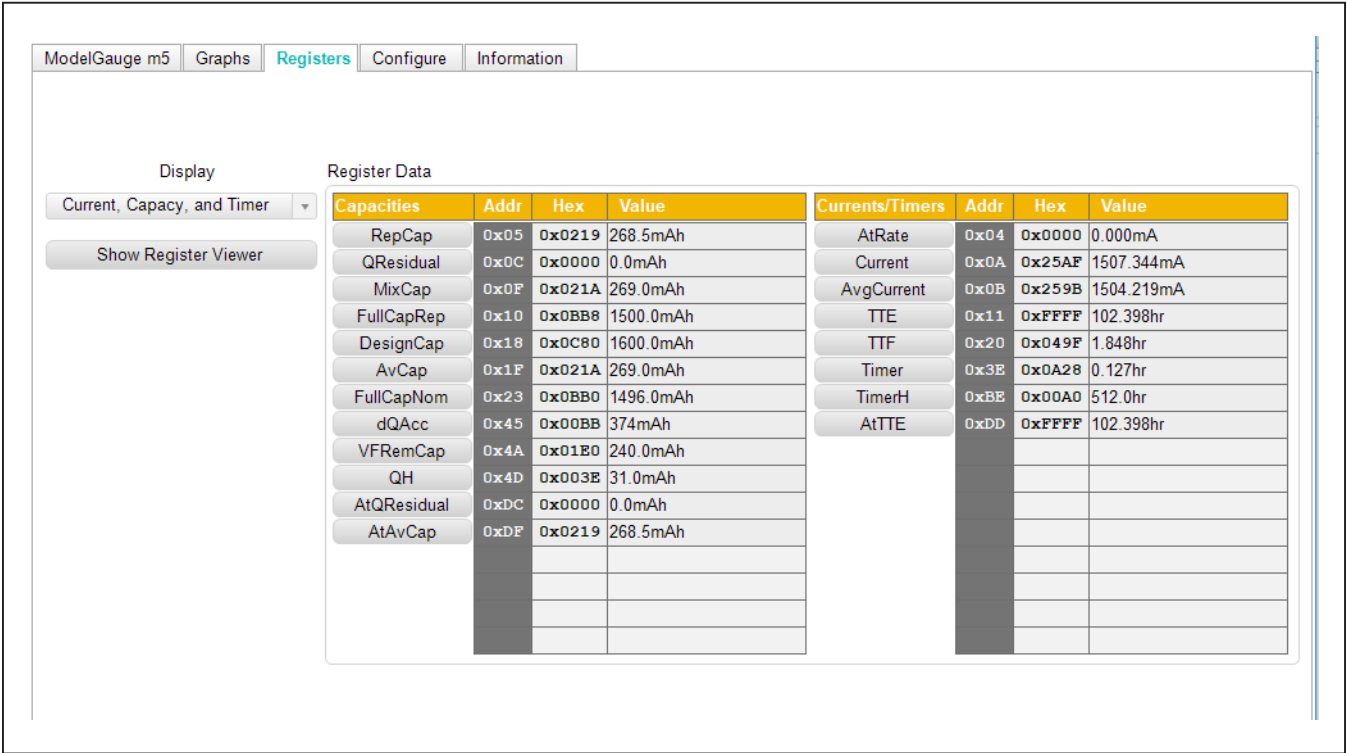 ModelGauge m5 Graphs Registers Configure Information
Display Register Data
Current, Capacy, and Timer
Show Register Viewer
Capacities Addr Hex Value Currents/Timers Addr Hex Value
RepCap 0x05 0x0219 268.5mAh AtRate 0x04 0x0000 0.000mA
QResidual 0x0C 0x0000 0.0mAh Current 0x0A 0x25AF 1507.344mA
MixCap 0x0F 0x021A 269.0mAh AvgCurrent 0x0B 0x259B 1504.219mA
FullCapRep 0x10 0x0BB8 1500.0mAh TTE 0x11 0xFFFF 102.398hr
DesignCap 0x18 0x0C80 1600.0mAh TTF 0x20 0x049F 1.848hr
AvCap 0x1F 0x021A 269.0mAh Timer 0x3E 0x0A28 0.127hr
FullCapNom 0x23 0x0BB0 1496.0mAh TimerH 0xBE 0x00A0 512.0hr
dQAcc 0x45 0x00BB 374mAh AtTTE 0xDD 0xFFFF 102.398hr
VFRemCap 0x4A 0x01E0 240.0mAh
QH 0x4D 0x003E 31.0mAh
AtQResidual 0xDC 0x0000 0.0mAh
AtAvCap 0xDF 0x0219 268.5mAh